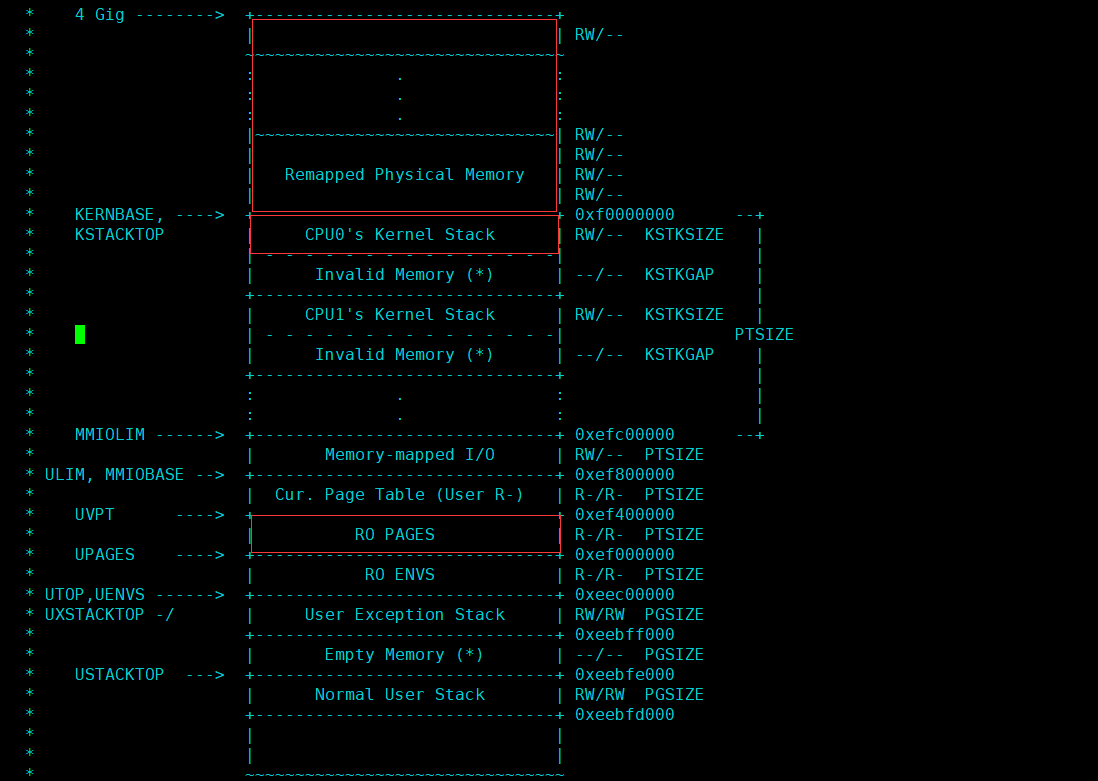 *    4 Gig -------->  +------------------------------+
*                     |                              | RW/--
*                     ~~~~~~~~~~~~~~~~~~~~~~~~~~~~~~~~
*                     :              .               :
*                     :              .               :
*                     :              .               :
*                     |~~~~~~~~~~~~~~~~~~~~~~~~~~~~~~| RW/--
*                     |                              | RW/--
*                     |   Remapped Physical Memory   | RW/--
*                     |                              | RW/--
*    KERNBASE, ---->  +------------------------------+ 0xf0000000      --+
*    KSTACKTOP        |     CPU0's Kernel Stack      | RW/--  KSTKSIZE   |
*                     | - - - - - - - - - - - - - - -|                   |
*                     |      Invalid Memory (*)      | --/--  KSTKGAP    |
*                     +------------------------------+                   |
*                     |     CPU1's Kernel Stack      | RW/--  KSTKSIZE   |
*                     | - - - - - - - - - - - - - - -|                 PTSIZE
*                     |      Invalid Memory (*)      | --/--  KSTKGAP    |
*                     +------------------------------+                   |
*                     :              .               :                   |
*                     :              .               :                   |
*    MMIOLIM ------>  +------------------------------+ 0xefc00000      --+
*                     |       Memory-mapped I/O      | RW/--  PTSIZE
* ULIM, MMIOBASE -->  +------------------------------+ 0xef800000
*                     |  Cur. Page Table (User R-)   | R-/R-  PTSIZE
*    UVPT      ---->  +------------------------------+ 0xef400000
*                     |          RO PAGES            | R-/R-  PTSIZE
*    UPAGES    ---->  +------------------------------+ 0xef000000
*                     |           RO ENVS            | R-/R-  PTSIZE
* UTOP,UENVS ------>  +------------------------------+ 0xeec00000
* UXSTACKTOP -/       |     User Exception Stack     | RW/RW  PGSIZE
*                     +------------------------------+ 0xeebff000
*                     |       Empty Memory (*)       | --/--  PGSIZE
*    USTACKTOP  --->  +------------------------------+ 0xeebfe000
*                     |      Normal User Stack       | RW/RW  PGSIZE
*                     +------------------------------+ 0xeebfd000
*                     |                              |
*                     |                              |
*                     ~~~~~~~~~~~~~~~~~~~~~~~~~~~~~~~~